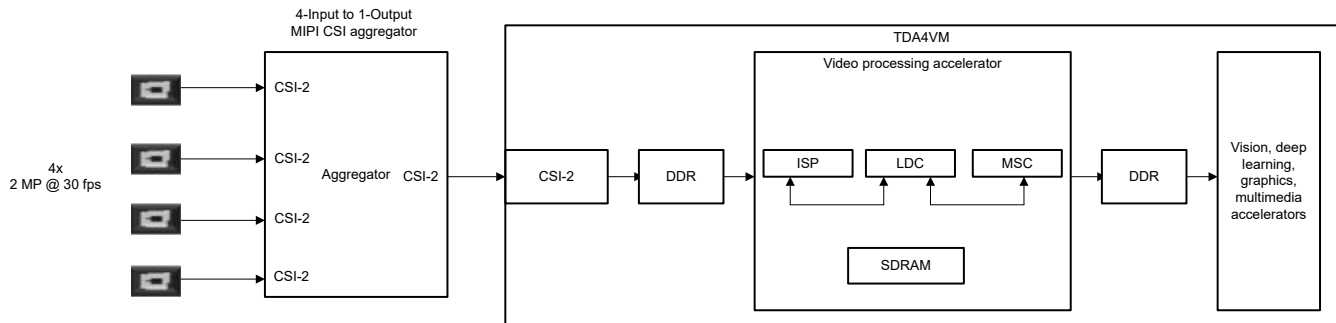 4-Input to 1-Output
MIPI CSI aggregator
TDA4VM
Video processing accelerator
4x
2 MP @ 30 fps
CSI-2
CSI-2
CSI-2
CSI-2
Aggregator
CSI-2
CSI-2
DDR
ISP
LDC
MSC
SDRAM
DDR
Vision, deep
learning,
graphics,
multimedia
accelerators